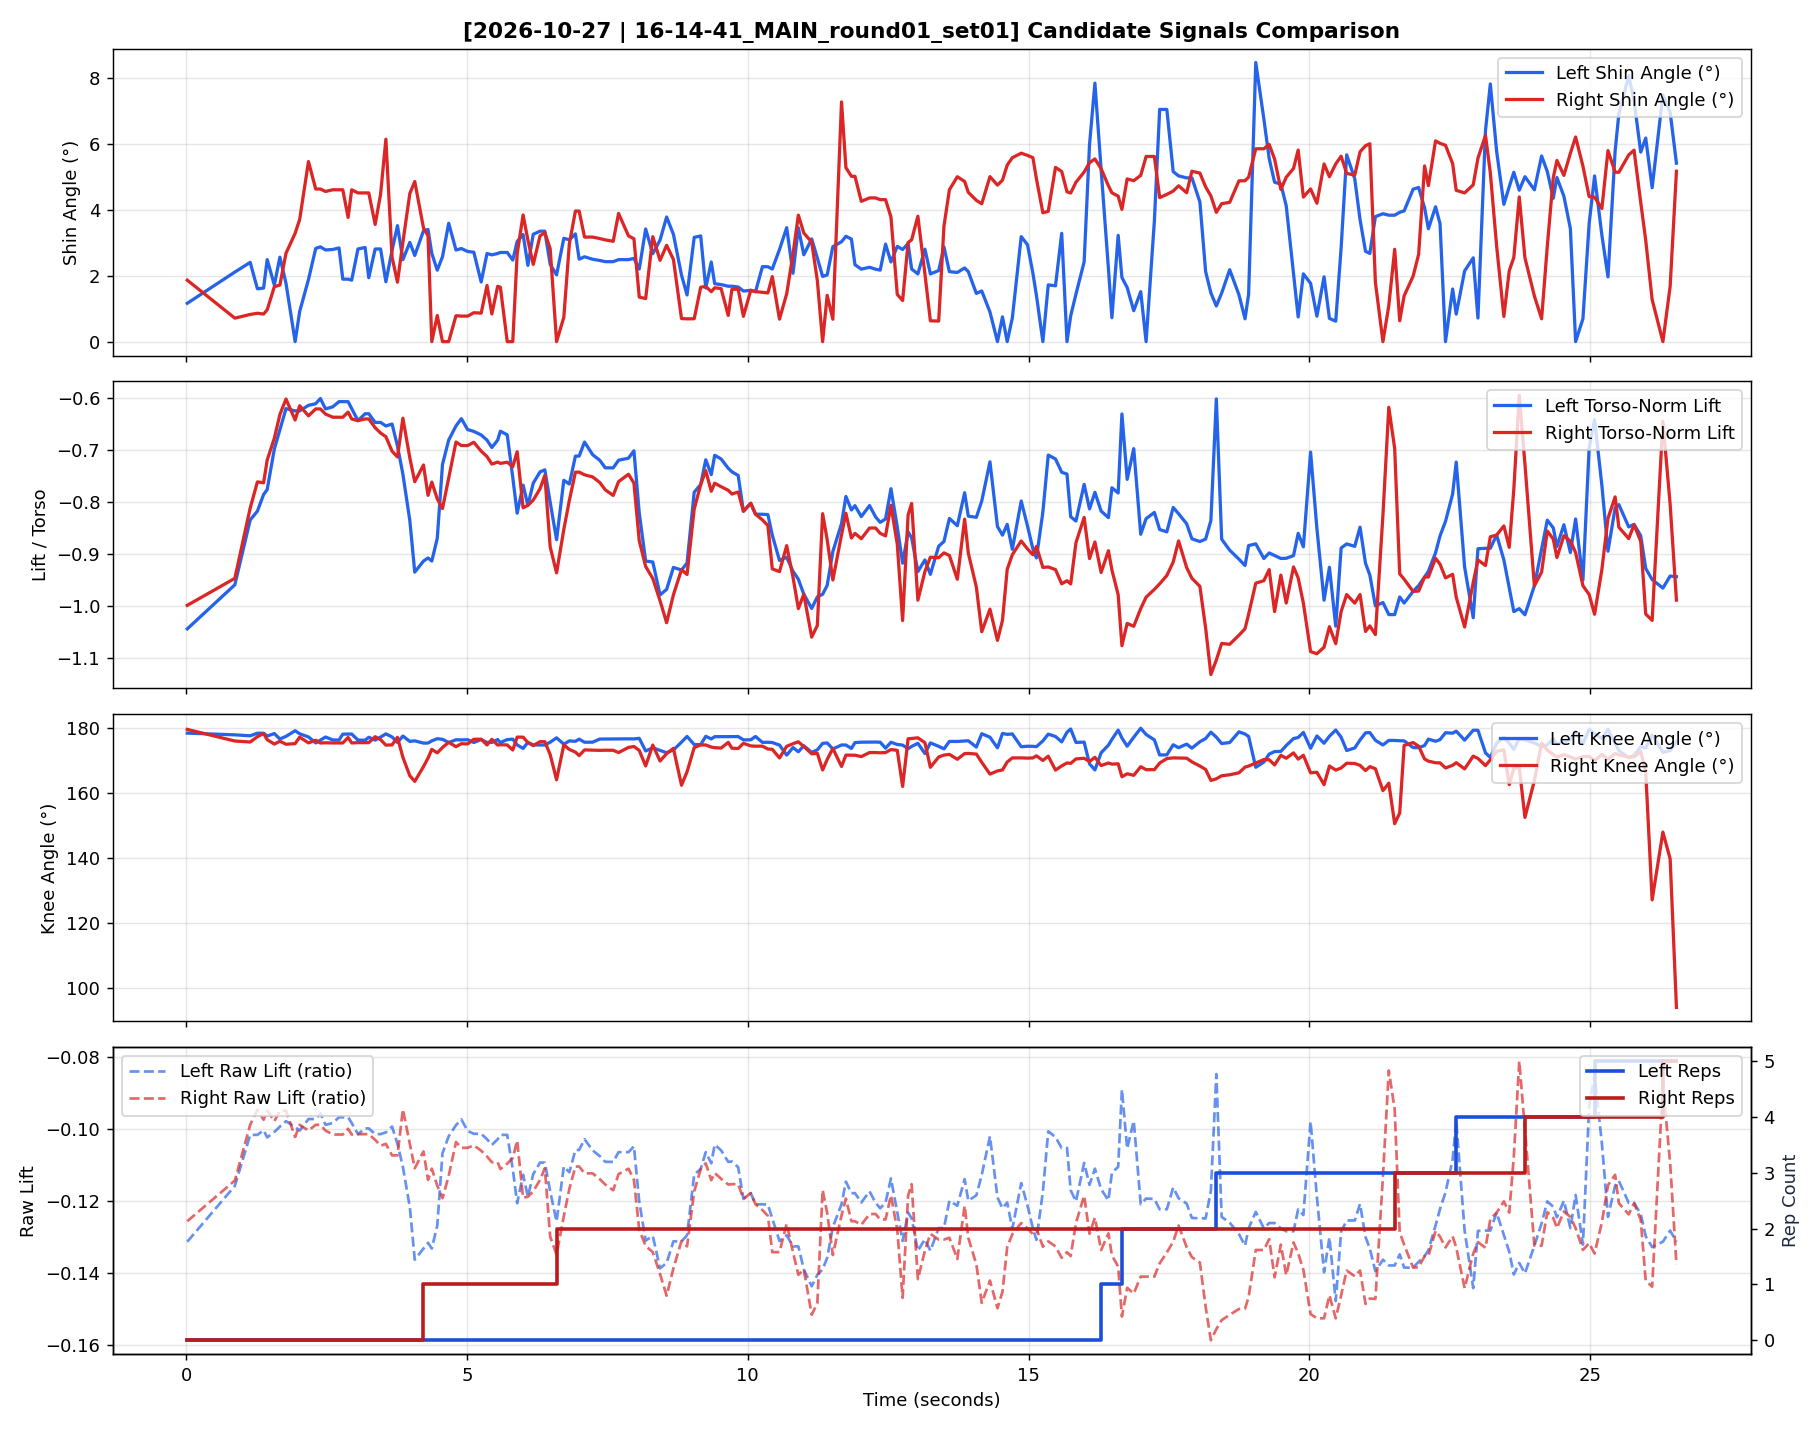 [2026-10-27 | 16-14-41_MAIN_round01_set01] Candidate Signals Comparison
Shin Angle (°)
8
6
4
2
0
Left Shin Angle (°)
Right Shin Angle (°)
Lift / Torso
−0.6
−0.7
−0.8
−0.9
−1.0
−1.1
Left Torso-Norm Lift
Right Torso-Norm Lift
Knee Angle (°)
180
160
140
120
100
Left Knee Angle (°)
Right Knee Angle (°)
Raw Lift
−0.08
−0.10
−0.12
−0.14
−0.16
Left Raw Lift (ratio)
Right Raw Lift (ratio)
Left Reps
Right Reps
5
4
3
2
1
0
Rep Count
0 5 10 15 20 25
Time (seconds)